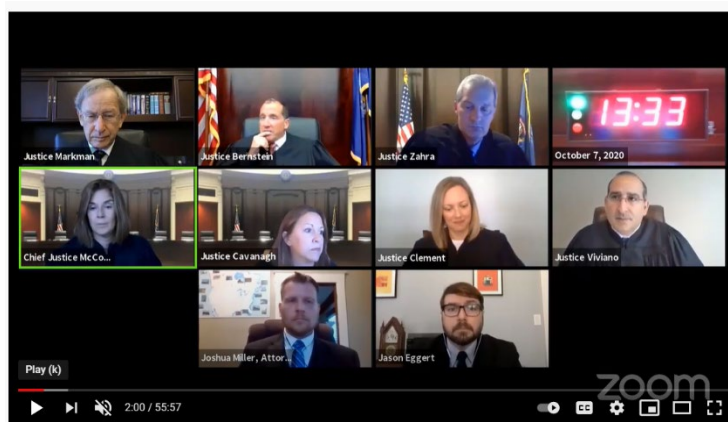 Justice Markman
Justice Bernstein
Justice Zahra
13:33
October 7, 2020
Chief Justice McCo...
Justice Cavanagh
Justice Clement
Justice Viviano
Joshua Miller, Attor...
Jason Eggert
Play (k)
zoom
2:00 / 55:57
CC